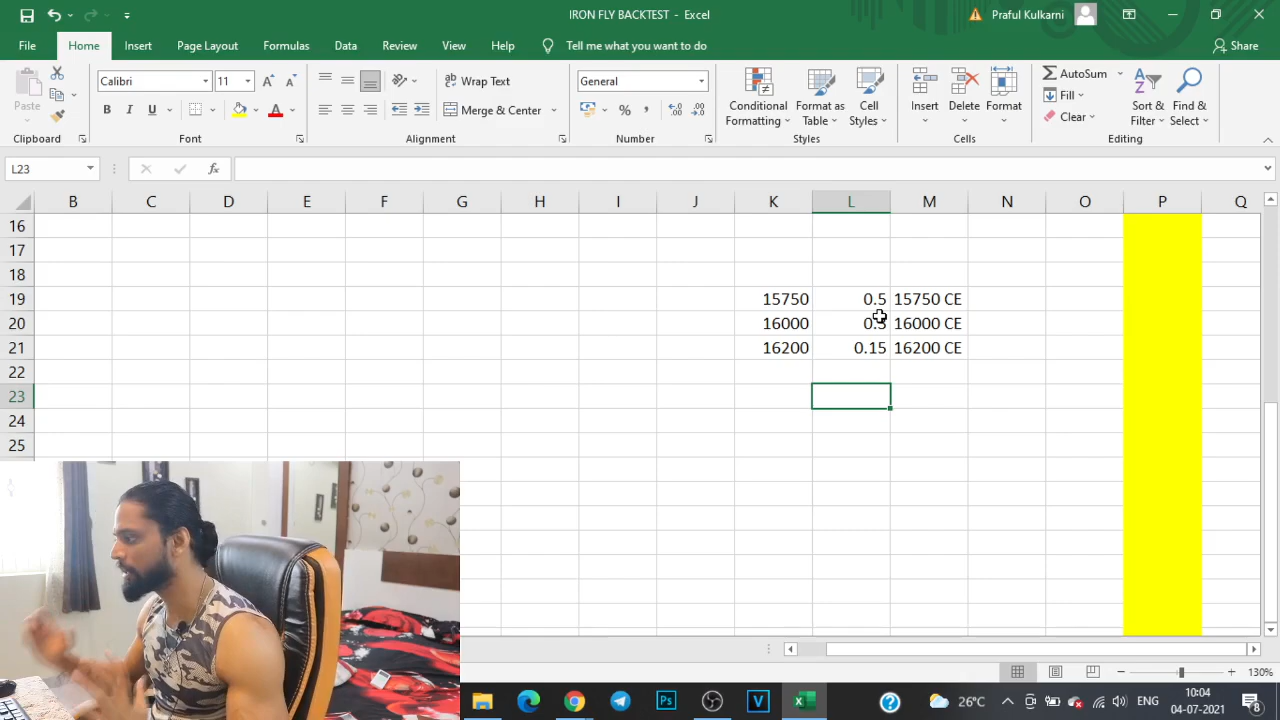 IRON FLY BACKTEST - Excel
Praful Kulkarni
File Home Insert Page Layout Formulas Data Review View Help Tell me what you want to do Share
Paste
Calibri 11
B I U
Wrap Text
Merge & Center
General
Conditional Formatting
Format as Table
Cell Styles
Insert Delete Format
AutoSum
Fill
Clear
Sort & Filter
Find & Select
Clipboard Font Alignment Number Styles Cells Editing
L23
B C D E F G H I J K L M N O P Q
16
17
18
19 15750 0.5 15750 CE
20 16000 16000 CE
21 16200 0.15 16200 CE
22
23
24
25
130%
26°C ENG 10:04
04-07-2021 8